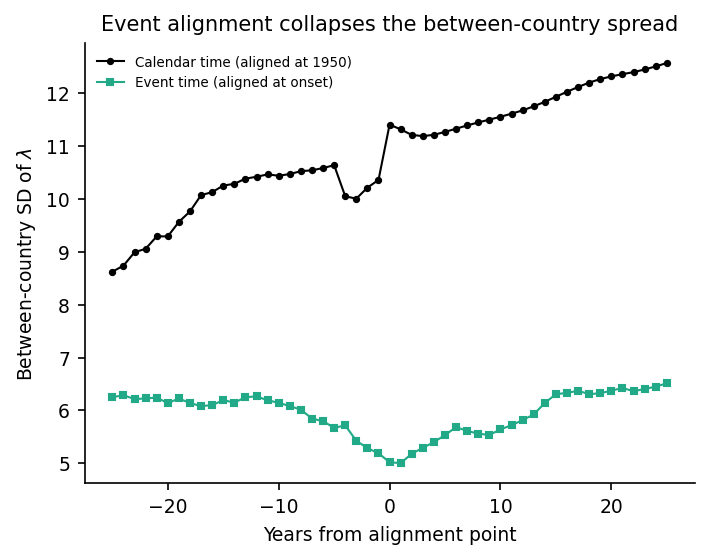 Event alignment collapses the between-country spread
Calendar time (aligned at 1950)
Event time (aligned at onset)
Between-country SD of λ
12
11
10
9
8
7
6
5
−20
−10
0
10
20
Years from alignment point